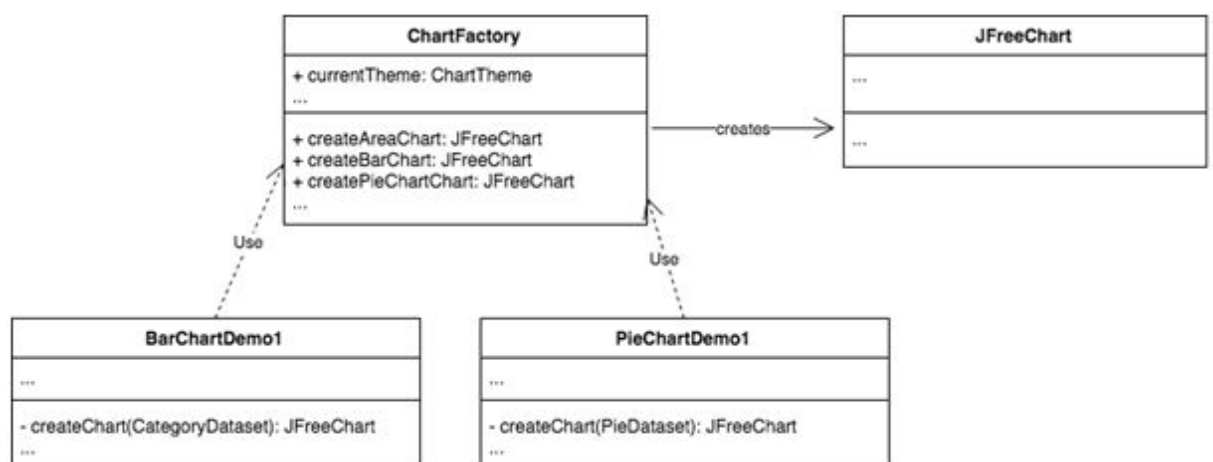 ChartFactory
+ currentTheme: ChartTheme
...
+ createAreaChart: JFreeChart
+ createBarChart: JFreeChart
+ createPieChartChart: JFreeChart
...
creates
JFreeChart
...
...
Use
Use
BarChartDemo1
...
- createChart(CategoryDataset): JFreeChart
...
PieChartDemo1
...
- createChart(PieDataset): JFreeChart
...